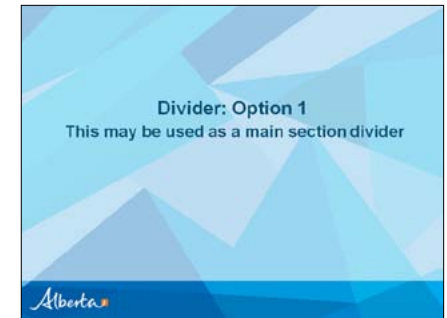 Divider: Option 1
This may be used as a main section divider
Alberta